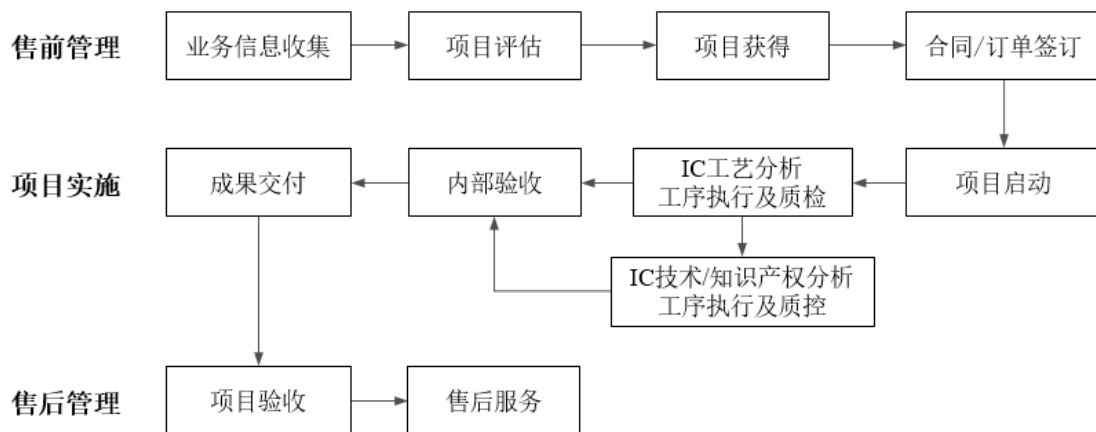 售前管理
业务信息收集
项目评估
项目获得
合同/订单签订
项目实施
成果交付
内部验收
IC工艺分析
工序执行及质检
项目启动
IC技术/知识产权分析
工序执行及质控
售后管理
项目验收
售后服务